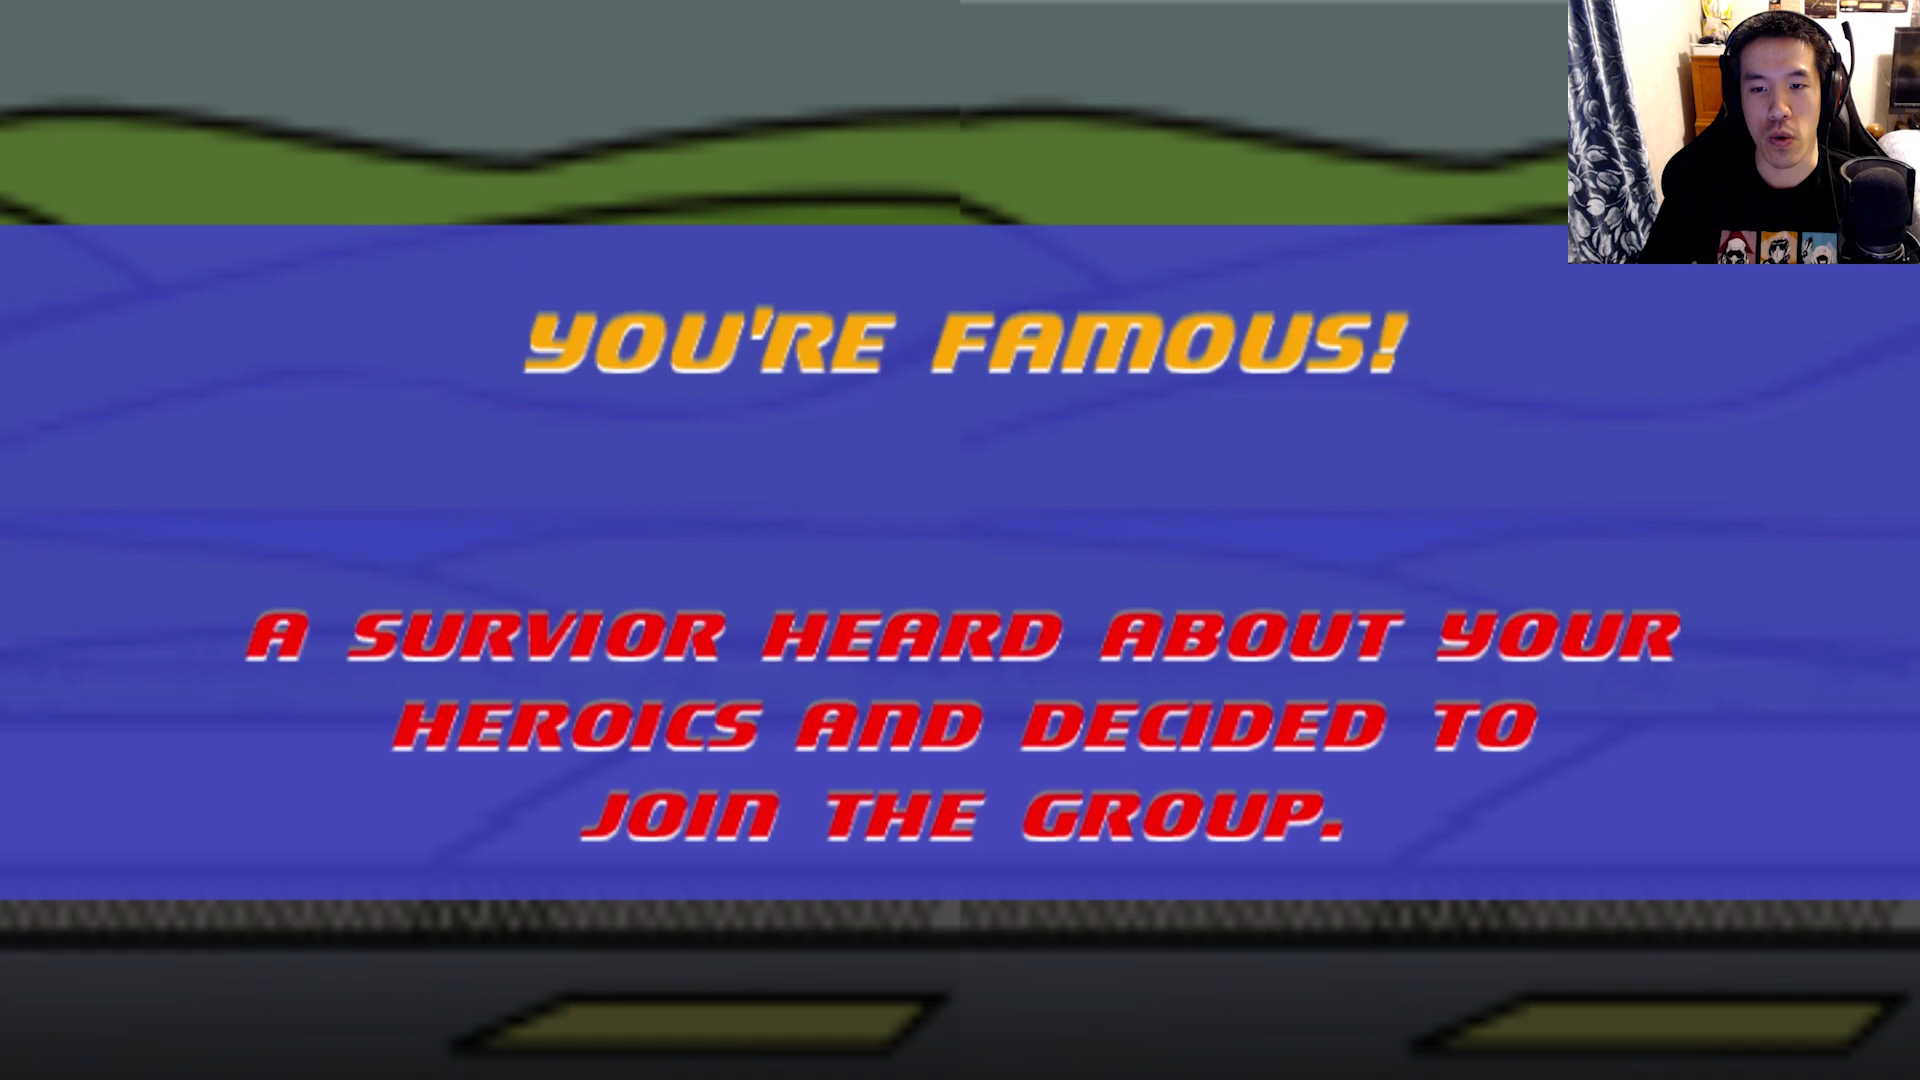 YOU'RE FAMOUS!
A SURVIOR HEARD ABOUT YOUR
HEROICS AND DECIDED TO
JOIN THE GROUP.